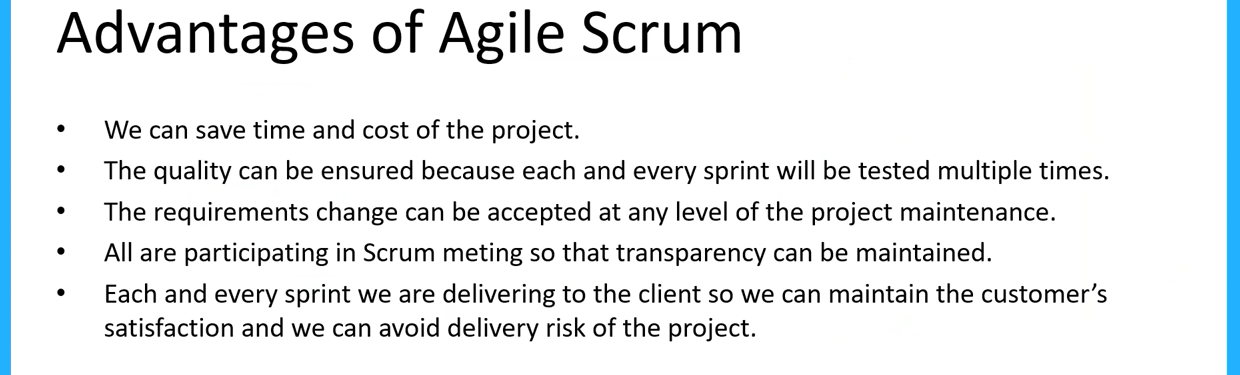 Advantages of Agile Scrum
• We can save time and cost of the project.
• The quality can be ensured because each and every sprint will be tested multiple times.
• The requirements change can be accepted at any level of the project maintenance.
• All are participating in Scrum meting so that transparency can be maintained.
• Each and every sprint we are delivering to the client so we can maintain the customer’s
satisfaction and we can avoid delivery risk of the project.